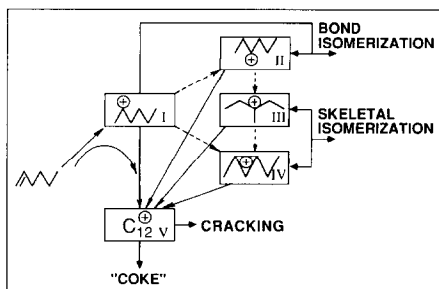 BOND
ISOMERIZATION
⊕
II
⊕
I
⊕
III
SKELETAL
ISOMERIZATION
⊕
IV
C12 ⊕ V
CRACKING
"COKE"